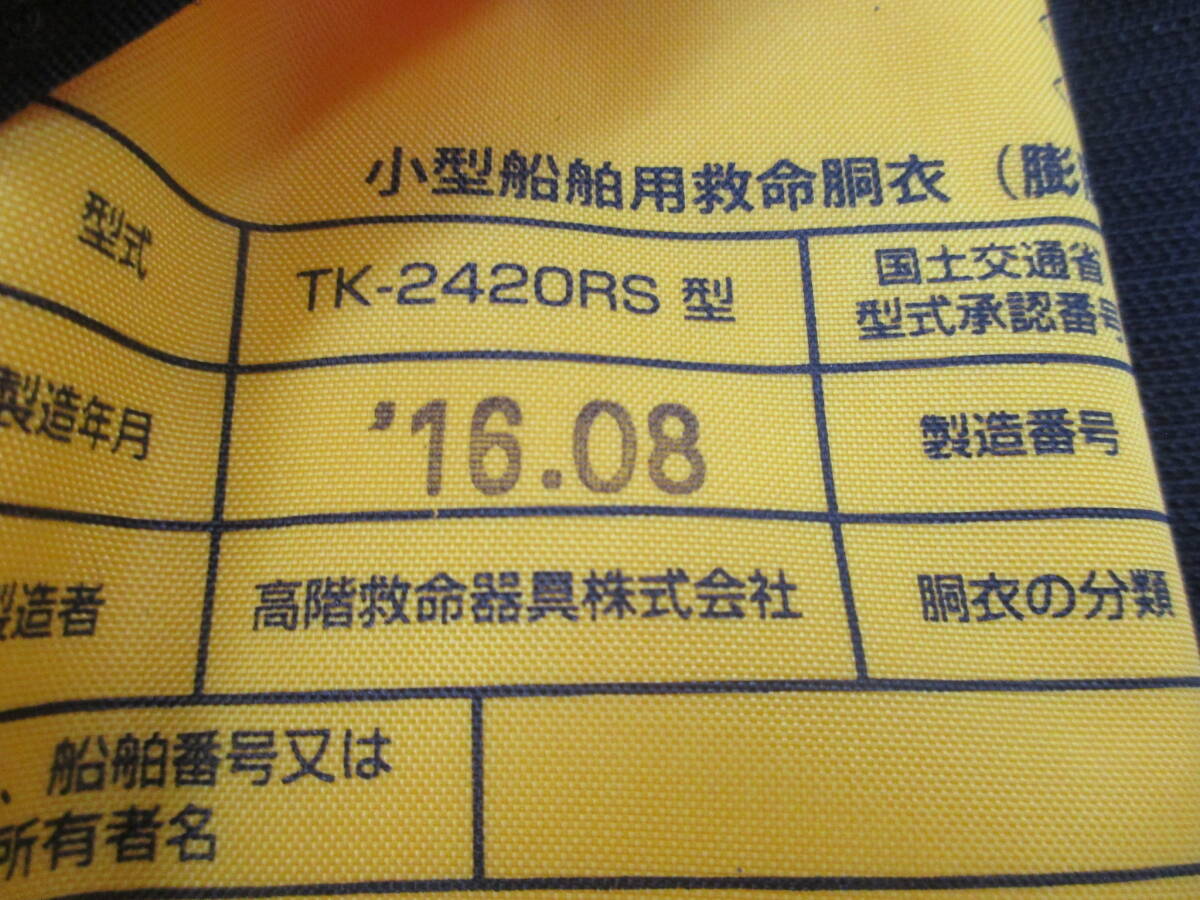 小型船舶用救命胴衣（膨
型式
TK-2420RS 型
国土交通省
型式承認番号
製造年月
'16.08
製造番号
製造者
高階救命器具株式会社
胴衣の分類
、船舶番号又は
所有者名